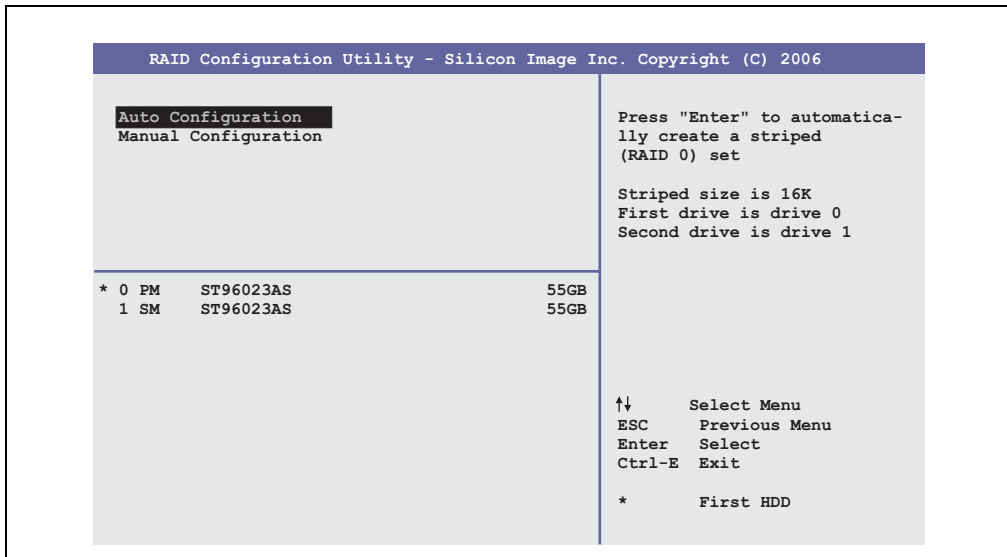 RAID Configuration Utility - Silicon Image Inc. Copyright (C) 2006
Auto Configuration
Manual Configuration
Press "Enter" to automatica-
lly create a striped
(RAID 0) set
Striped size is 16K
First drive is drive 0
Second drive is drive 1
* 0 PM ST96023AS 55GB
1 SM ST96023AS 55GB
↑↓ Select Menu
ESC Previous Menu
Enter Select
Ctrl-E Exit
* First HDD